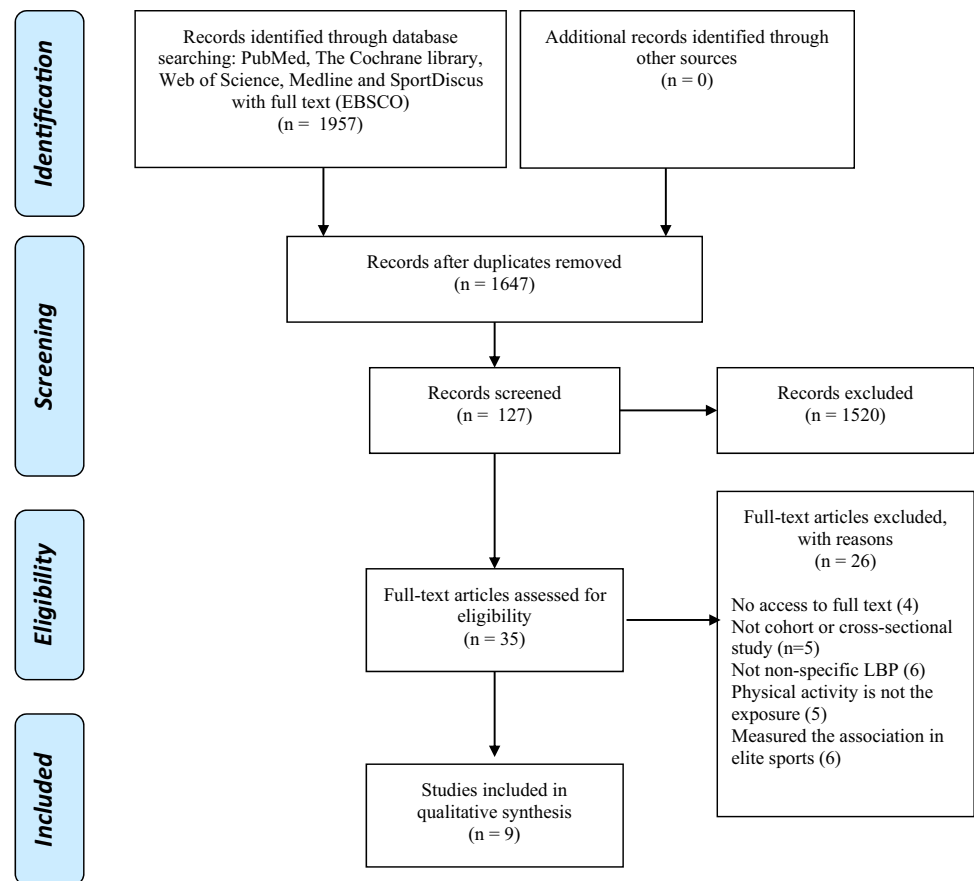 Identification
Records identified through database
searching: PubMed, The Cochrane library,
Web of Science, Medline and SportDiscus
with full text (EBSCO)
(n = 1957)
Additional records identified through
other sources
(n = 0)
Screening
Records after duplicates removed
(n = 1647)
Records screened
(n = 127)
Records excluded
(n = 1520)
Eligibility
Full-text articles assessed for
eligibility
(n = 35)
Full-text articles excluded,
with reasons
(n = 26)
No access to full text (4)
Not cohort or cross-sectional
study (n=5)
Not non-specific LBP (6)
Physical activity is not the
exposure (5)
Measured the association in
elite sports (6)
Included
Studies included in
qualitative synthesis
(n = 9)